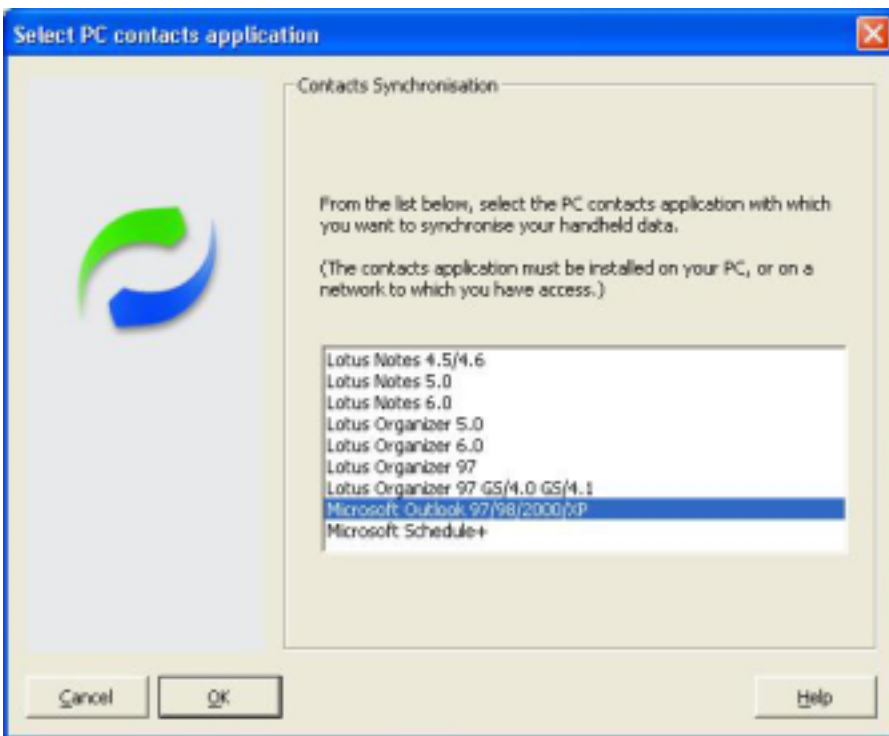 Select PC contacts application
Contacts Synchronisation
From the list below, select the PC contacts application with which
you want to synchronise your handheld data.
(The contacts application must be installed on your PC, or on a
network to which you have access.)
Lotus Notes 4.5/4.6
Lotus Notes 5.0
Lotus Notes 6.0
Lotus Organizer 5.0
Lotus Organizer 6.0
Lotus Organizer 97
Lotus Organizer 97 GS/4.0 GS/4.1
Microsoft Outlook 97/98/2000/XP
Microsoft Schedule+
Cancel
OK
Help